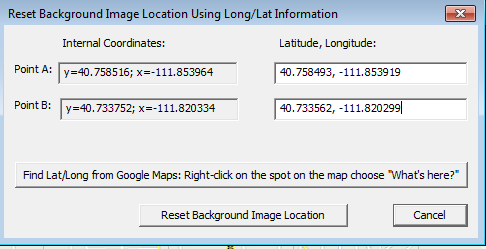 Reset Background Image Location Using Long/Lat Information
Internal Coordinates: Latitude, Longitude:
Point A: y=40.758516; x=-111.853964 40.758493, -111.853919
Point B: y=40.733752; x=-111.820334 40.733562, -111.820299
Find Lat/Long from Google Maps: Right-click on the spot on the map choose "What's here?"
Reset Background Image Location Cancel